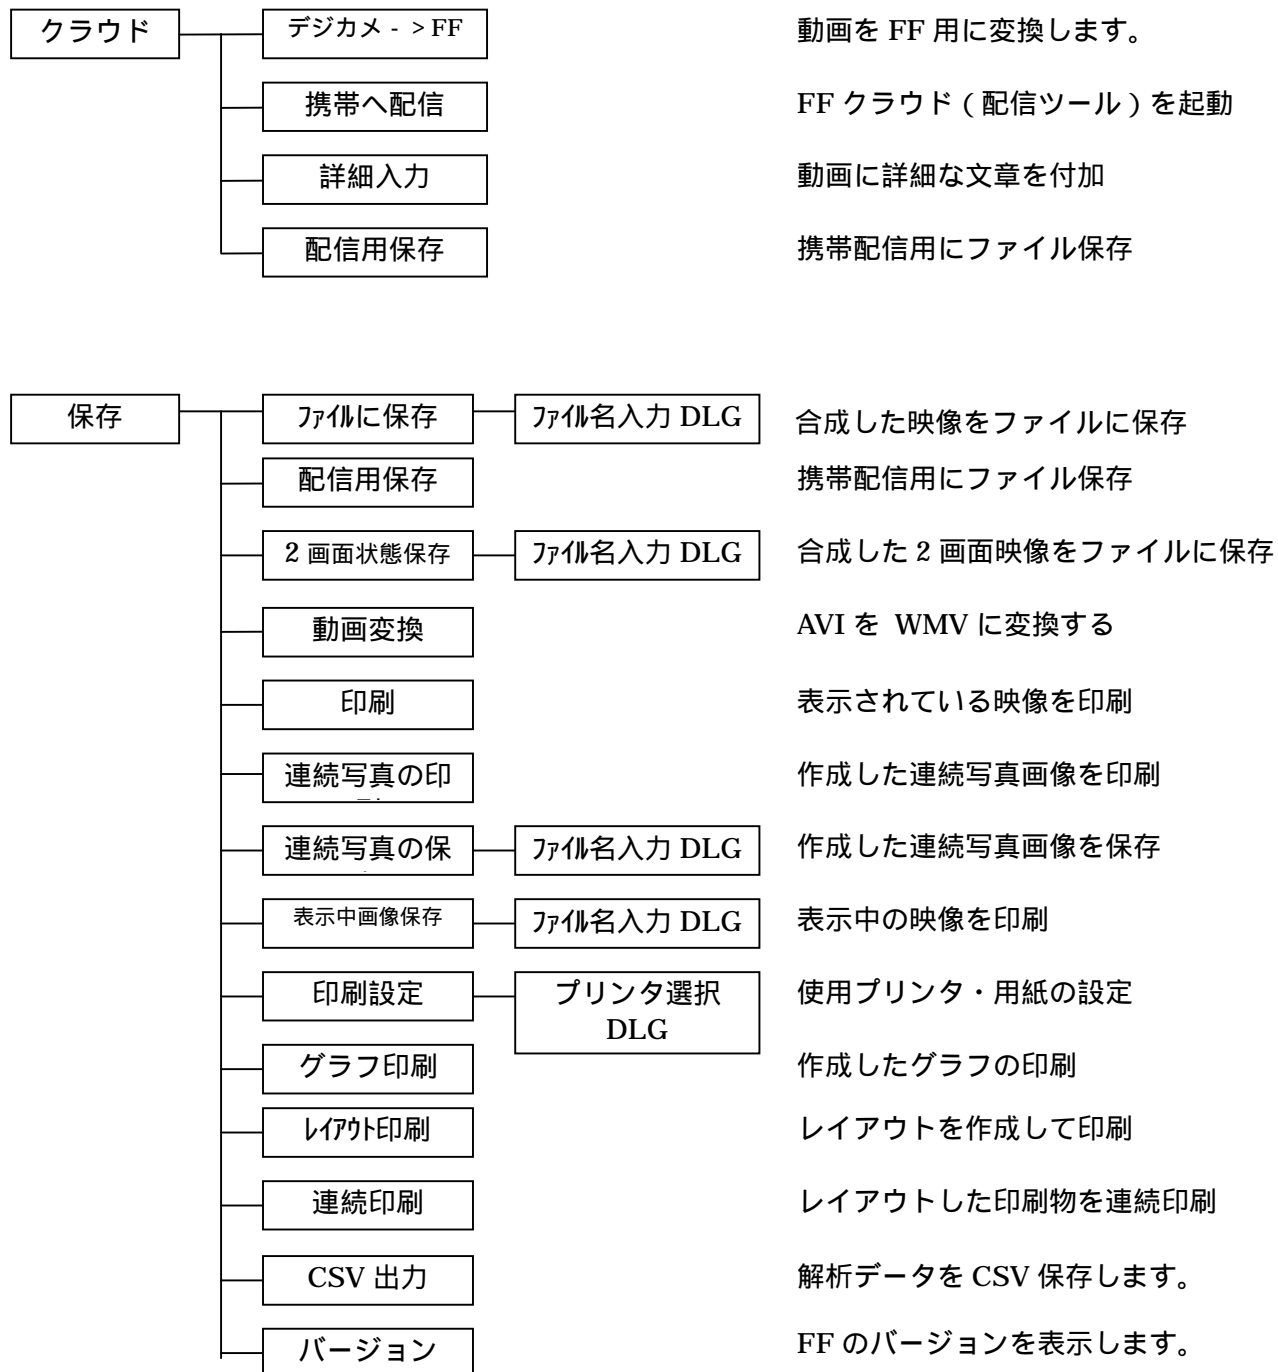 クラウド
デジカメ - > FF
動画を FF 用に変換します。
携帯へ配信
FF クラウド ( 配信ツール ) を起動
詳細入力
動画に詳細な文章を付加
配信用保存
携帯配信用にファイル保存
保存
ﾌｧｲﾙに保存
ﾌｧｲﾙ名入力 DLG
合成した映像をファイルに保存
配信用保存
携帯配信用にファイル保存
2 画面状態保存
ﾌｧｲﾙ名入力 DLG
合成した 2 画面映像をファイルに保存
動画変換
AVI を WMV に変換する
印刷
表示されている映像を印刷
連続写真の印
作成した連続写真画像を印刷
連続写真の保
ﾌｧｲﾙ名入力 DLG
作成した連続写真画像を保存
表示中画像保存
ﾌｧｲﾙ名入力 DLG
表示中の映像を印刷
印刷設定
プリンタ選択
DLG
使用プリンタ・用紙の設定
グラフ印刷
作成したグラフの印刷
ﾚｲｱｳﾄ印刷
レイアウトを作成して印刷
連続印刷
レイアウトした印刷物を連続印刷
CSV 出力
解析データを CSV 保存します。
バージョン
FF のバージョンを表示します。